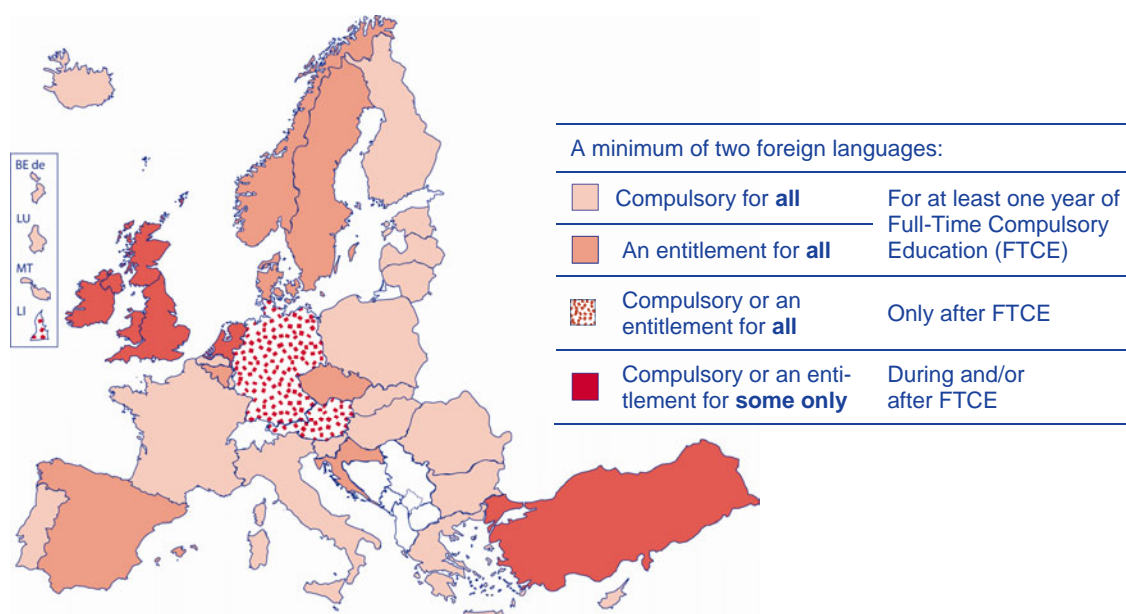 BE de
LU
MT
LI
A minimum of two foreign languages:
Compulsory for all
An entitlement for all
For at least one year of
Full-Time Compulsory
Education (FTCE)
Compulsory or an
entitlement for all
Only after FTCE
Compulsory or an enti-
tlement for some only
During and/or
after FTCE